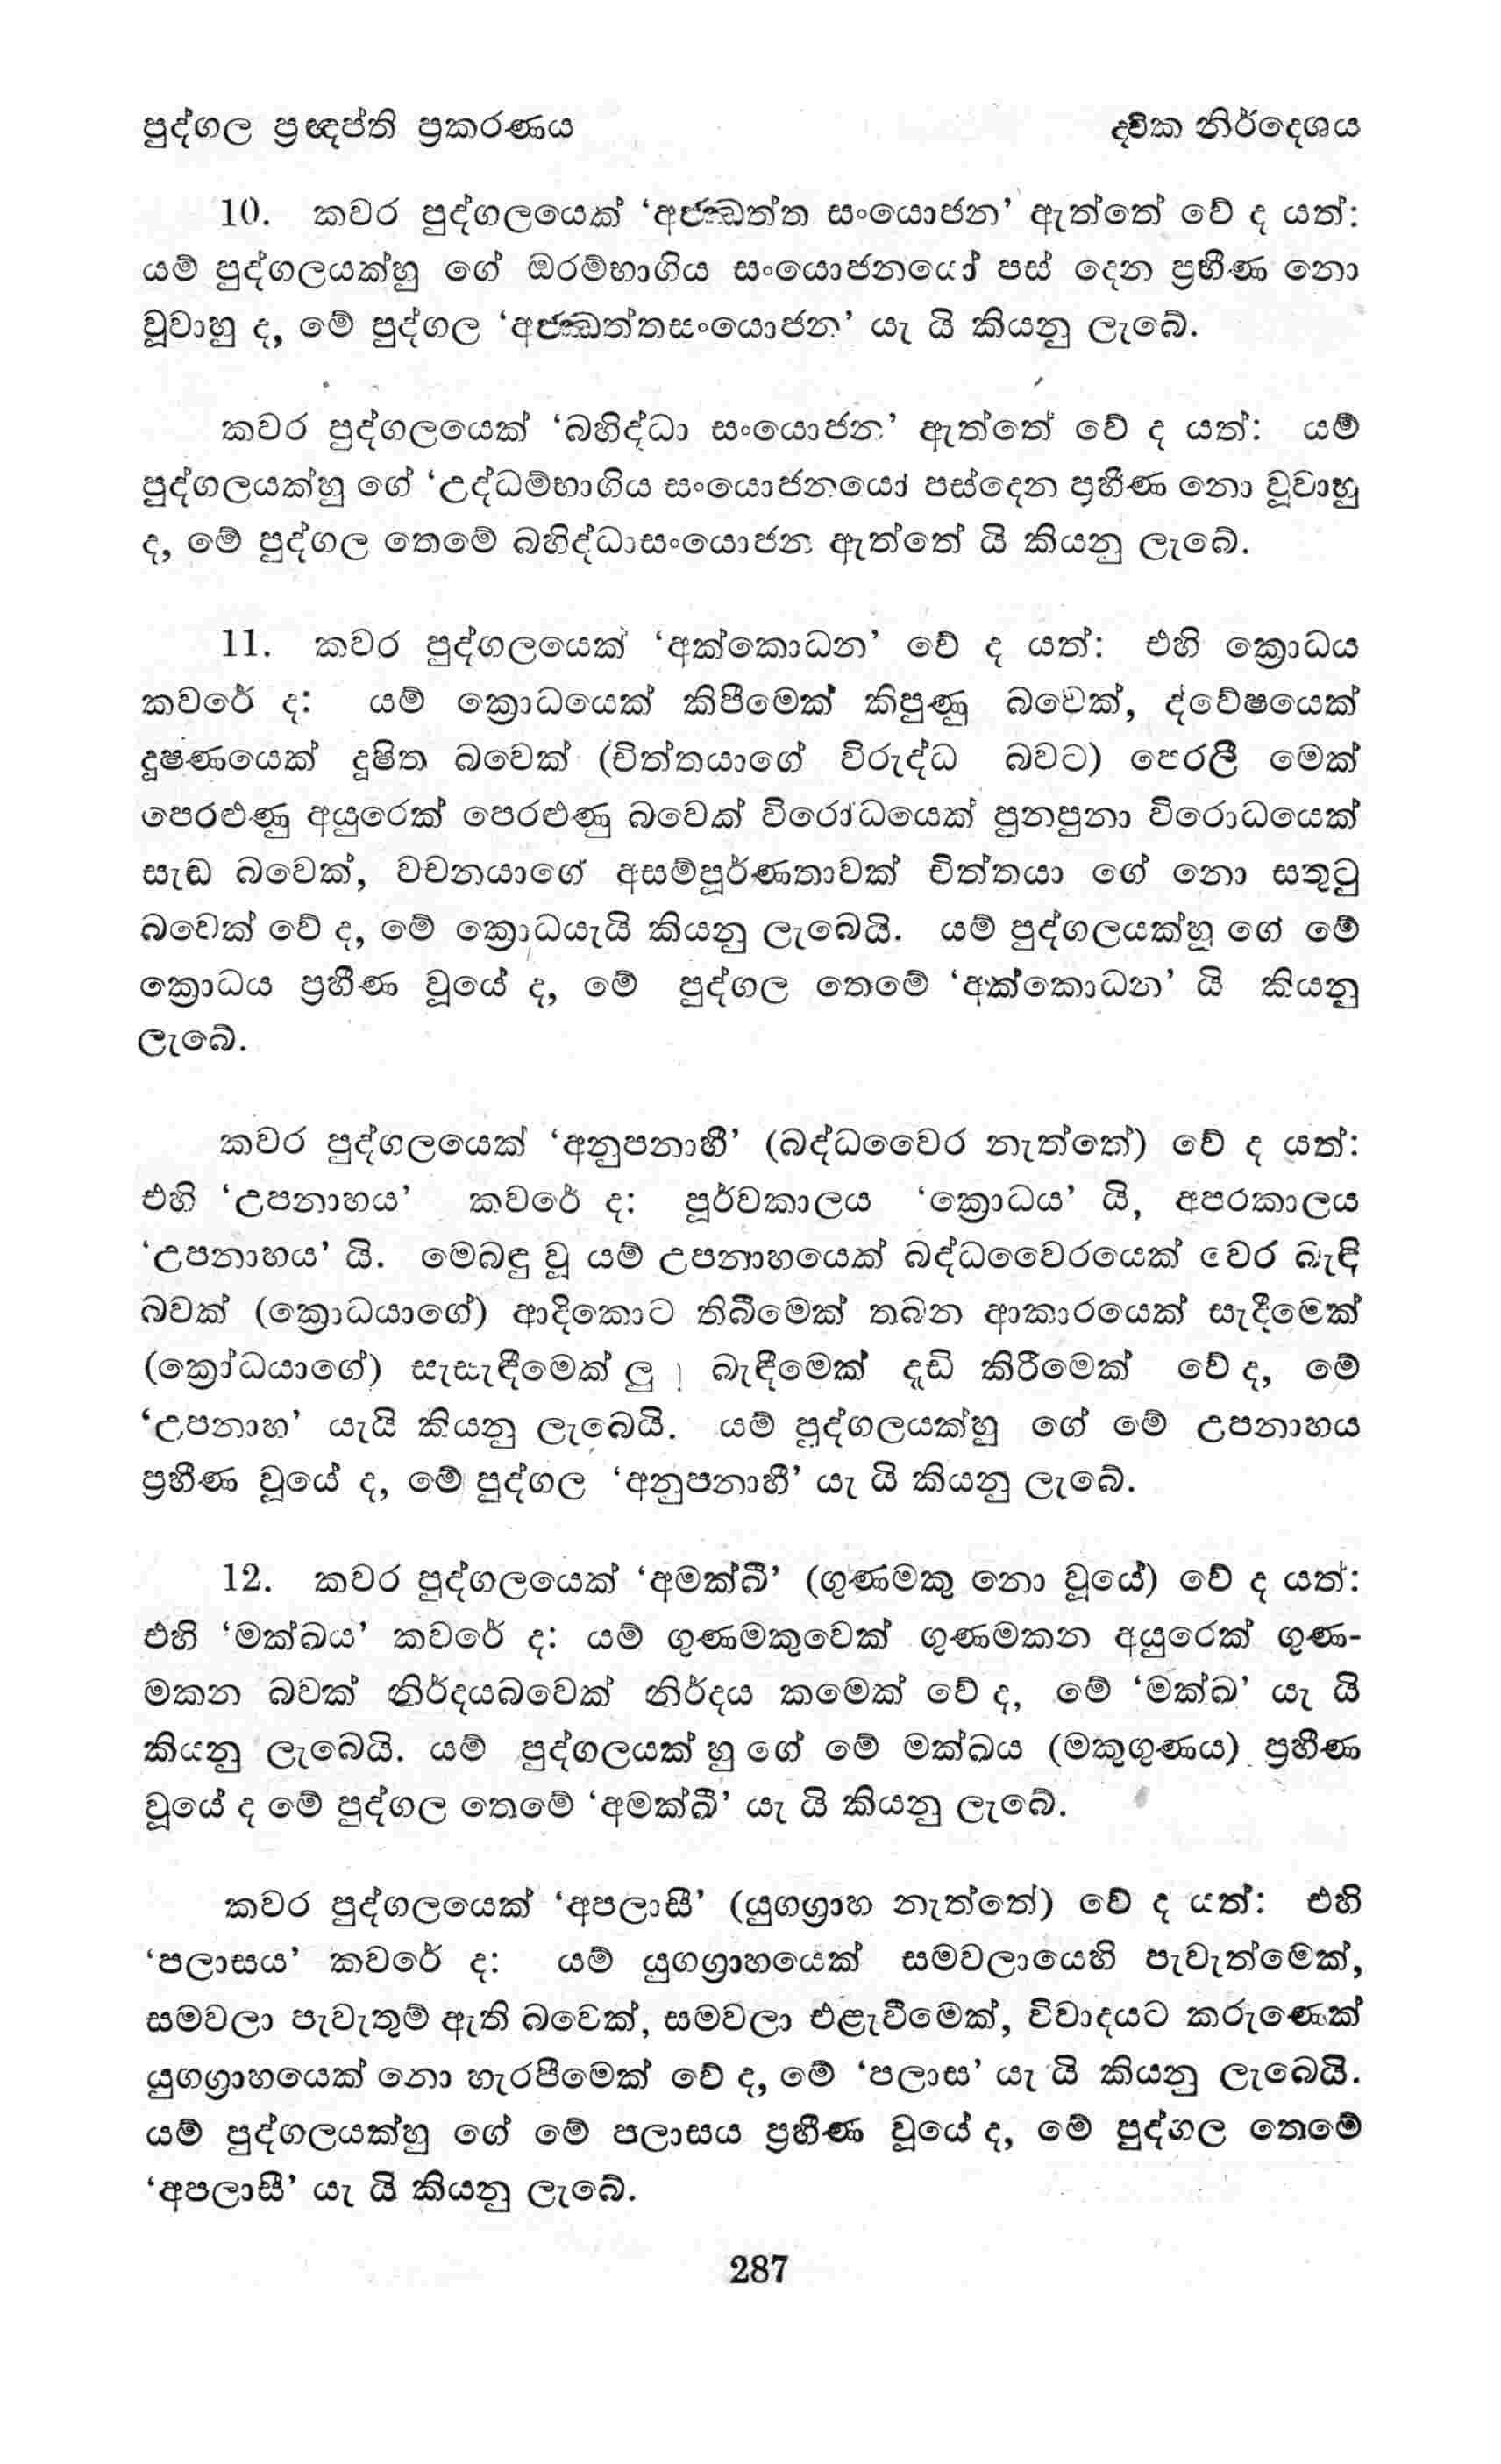 පුද්ගල ප්‍රඥප්ති ප්‍රකරණය
ද්වික නිර්දෙශය
10. කවර පුද්ගලයෙක් ‘අජ්ඣත්ත සංයොජන’ ඇත්තේ වේ ද යත්:
යම් පුද්ගලයක්හු ගේ ඔරම්භාගිය සංයොජනයෝ පස් දෙන ප්‍රහීණ නො
වූවාහු ද, මේ පුද්ගල ‘අජ්ඣත්තසංයොජන’ යැ යි කියනු ලැබේ.
කවර පුද්ගලයෙක් ‘බහිද්ධා සංයොජන’ ඇත්තේ වේ ද යත්: යම්
පුද්ගලයක්හු ගේ ‘උද්ධම්භාගිය සංයොජනයෝ පස්දෙන ප්‍රහීණ නො වූවාහු
ද, මේ පුද්ගල තෙමේ බහිද්ධාසංයොජන ඇත්තේ යි කියනු ලැබේ.
11. කවර පුද්ගලයෙක් ‘අක්කොධන’ වේ ද යත්: එහි ක්‍රොධය
කවරේ ද: යම් ක්‍රොධයෙක් කිපීමෙක් කිපුණු බවෙක්, ද්වේෂයෙක්
දූෂණයෙක් දූෂිත බවෙක් (චිත්තයාගේ විරුද්ධ බවට) පෙරලී මෙක්
පෙරළුණු අයුරෙක් පෙරළුණු බවෙක් විරෝධයෙක් පුනපුනා විරොධයෙක්
සැඬ බවෙක්, වචනයාගේ අසම්පූර්ණතාවක් චිත්තයා ගේ නො සතුටු
බවෙක් වේ ද, මේ ක්‍රොධයැයි කියනු ලැබෙයි. යම් පුද්ගලයක්හූ ගේ මේ
ක්‍රොධය ප්‍රහීණ වූයේ ද, මේ පුද්ගල තෙමේ ‘අක්කොධන’ යි කියනු
ලැබේ.
කවර පුද්ගලයෙක් ‘අනුපනාහී’ (බද්ධවෛර නැත්තේ) වේ ද යත්:
එහි ‘උපනාහය’ කවරේ ද: පූර්වකාලය ‘ක්‍රොධය’ යි, අපරකාලය
‘උපනාහය’ යි. මෙබඳු වූ යම් උපනාහයෙක් බද්ධවෛරයෙක් වෙර බැඳි
බවක් (ක්‍රොධයාගේ) ආදිකොට තිබීමෙක් තබන ආකාරයෙක් සැදීමෙක්
(ක්‍රෝධයාගේ) සැසැඳීමෙක් ලු බැඳීමෙක් දැඩි කිරීමෙක් වේ ද, මේ
‘උපනාහ’ යැයි කියනු ලැබෙයි. යම් පුද්ගලයක්හු ගේ මේ උපනාහය
ප්‍රහීණ වූයේ ද, මේ පුද්ගල ‘අනුපනාහී’ යැ යි කියනු ලැබේ.
12. කවර පුද්ගලයෙක් ‘අමක්ඛී’ (ගුණමකු නො වූයේ) වේ ද යත්:
එහි ‘මක්ඛය’ කවරේ ද: යම් ගුණමකුවෙක් ගුණමකන අයුරෙක් ගුණ-
මකන බවක් නිර්දයබවෙක් නිර්දය කමෙක් වේ ද, මේ ‘මක්ඛ’ යැ යි
කියනු ලැබෙයි. යම් පුද්ගලයක් හු ගේ මේ මක්ඛය (මකුගුණය) ප්‍රහීණ
වූයේ ද මේ පුද්ගල තෙමේ ‘අමක්ඛී’ යැ යි කියනු ලැබේ.
කවර පුද්ගලයෙක් ‘අපලාසී’ (යුගග්‍රාහ නැත්තේ) වේ ද යත්: එහි
‘පලාසය’ කවරේ ද: යම් යුගග්‍රාහයෙක් සමවලායෙහි පැවැත්මෙක්,
සමවලා පැවැතුම් ඇති බවෙක්, සමවලා එළැවීමෙක්, විවාදයට කරුණෙක්
යුගග්‍රාහයෙක් නො හැරපීමෙක් වේ ද, මේ ‘පලාස’ යැ යි කියනු ලැබෙයි.
යම් පුද්ගලයක්හු ගේ මේ පලාසය ප්‍රහීණ වූයේ ද, මේ පුද්ගල තෙමේ
‘අපලාසී’ යැ යි කියනු ලැබේ.
287